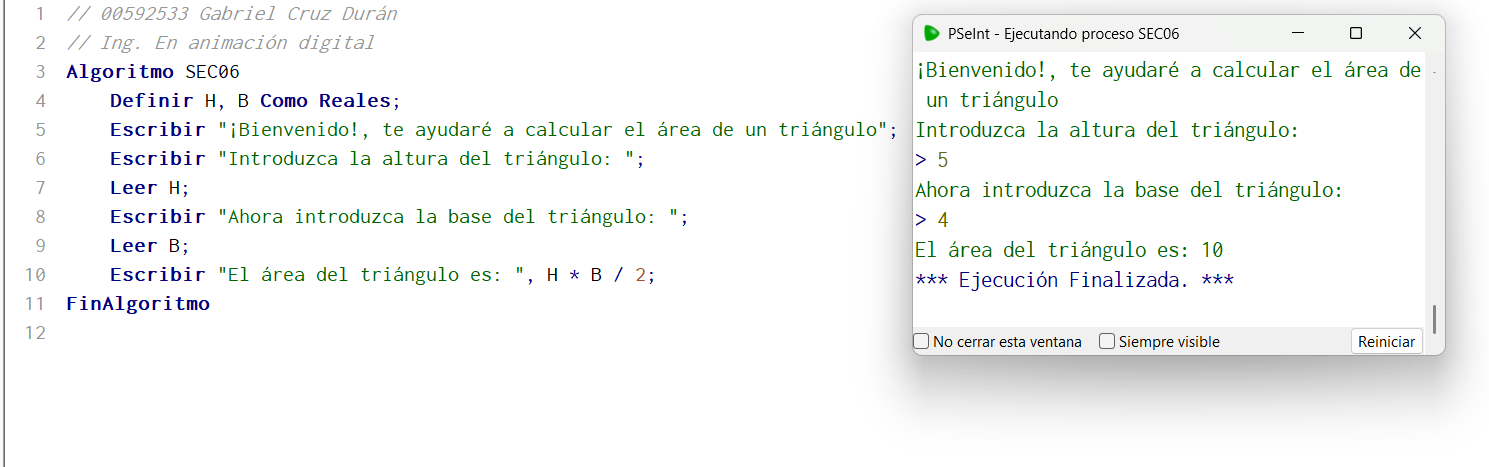 1 // 00592533 Gabriel Cruz Durán
2 // Ing. En animación digital
3 Algoritmo SEC06
4 Definir H, B Como Reales;
5 Escribir "¡Bienvenido!, te ayudaré a calcular el área de un triángulo";
6 Escribir "Introduzca la altura del triángulo: ";
7 Leer H;
8 Escribir "Ahora introduzca la base del triángulo: ";
9 Leer B;
10 Escribir "El área del triángulo es: ", H * B / 2;
11 FinAlgoritmo
12
PSeInt - Ejecutando proceso SEC06
¡Bienvenido!, te ayudaré a calcular el área de
un triángulo
Introduzca la altura del triángulo:
> 5
Ahora introduzca la base del triángulo:
> 4
El área del triángulo es: 10
*** Ejecución Finalizada. ***
No cerrar esta ventana Siempre visible Reiniciar